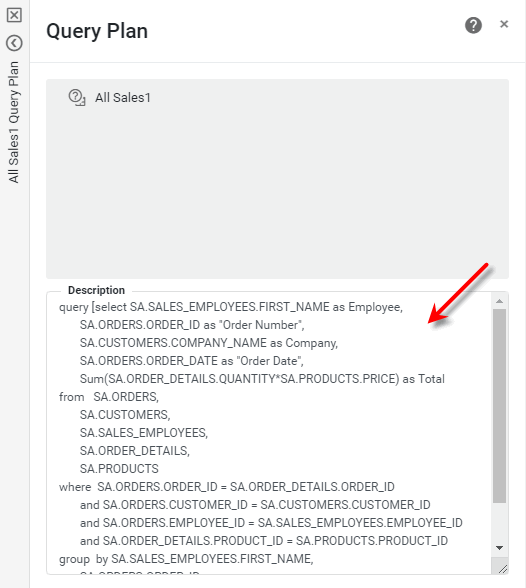 Query Plan
All Sales1 Query Plan
All Sales1
Description
query [select SA.SALES_EMPLOYEES.FIRST_NAME as Employee,
SA.ORDERS.ORDER_ID as "Order Number",
SA.CUSTOMERS.COMPANY_NAME as Company,
SA.ORDERS.ORDER_DATE as "Order Date",
Sum(SA.ORDER_DETAILS.QUANTITY*SA.PRODUCTS.PRICE) as Total
from SA.ORDERS,
SA.CUSTOMERS,
SA.SALES_EMPLOYEES,
SA.ORDER_DETAILS,
SA.PRODUCTS
where SA.ORDERS.ORDER_ID = SA.ORDER_DETAILS.ORDER_ID
and SA.ORDERS.CUSTOMER_ID = SA.CUSTOMERS.CUSTOMER_ID
and SA.ORDERS.EMPLOYEE_ID = SA.SALES_EMPLOYEES.EMPLOYEE_ID
and SA.ORDER_DETAILS.PRODUCT_ID = SA.PRODUCTS.PRODUCT_ID
group by SA.SALES_EMPLOYEES.FIRST_NAME,